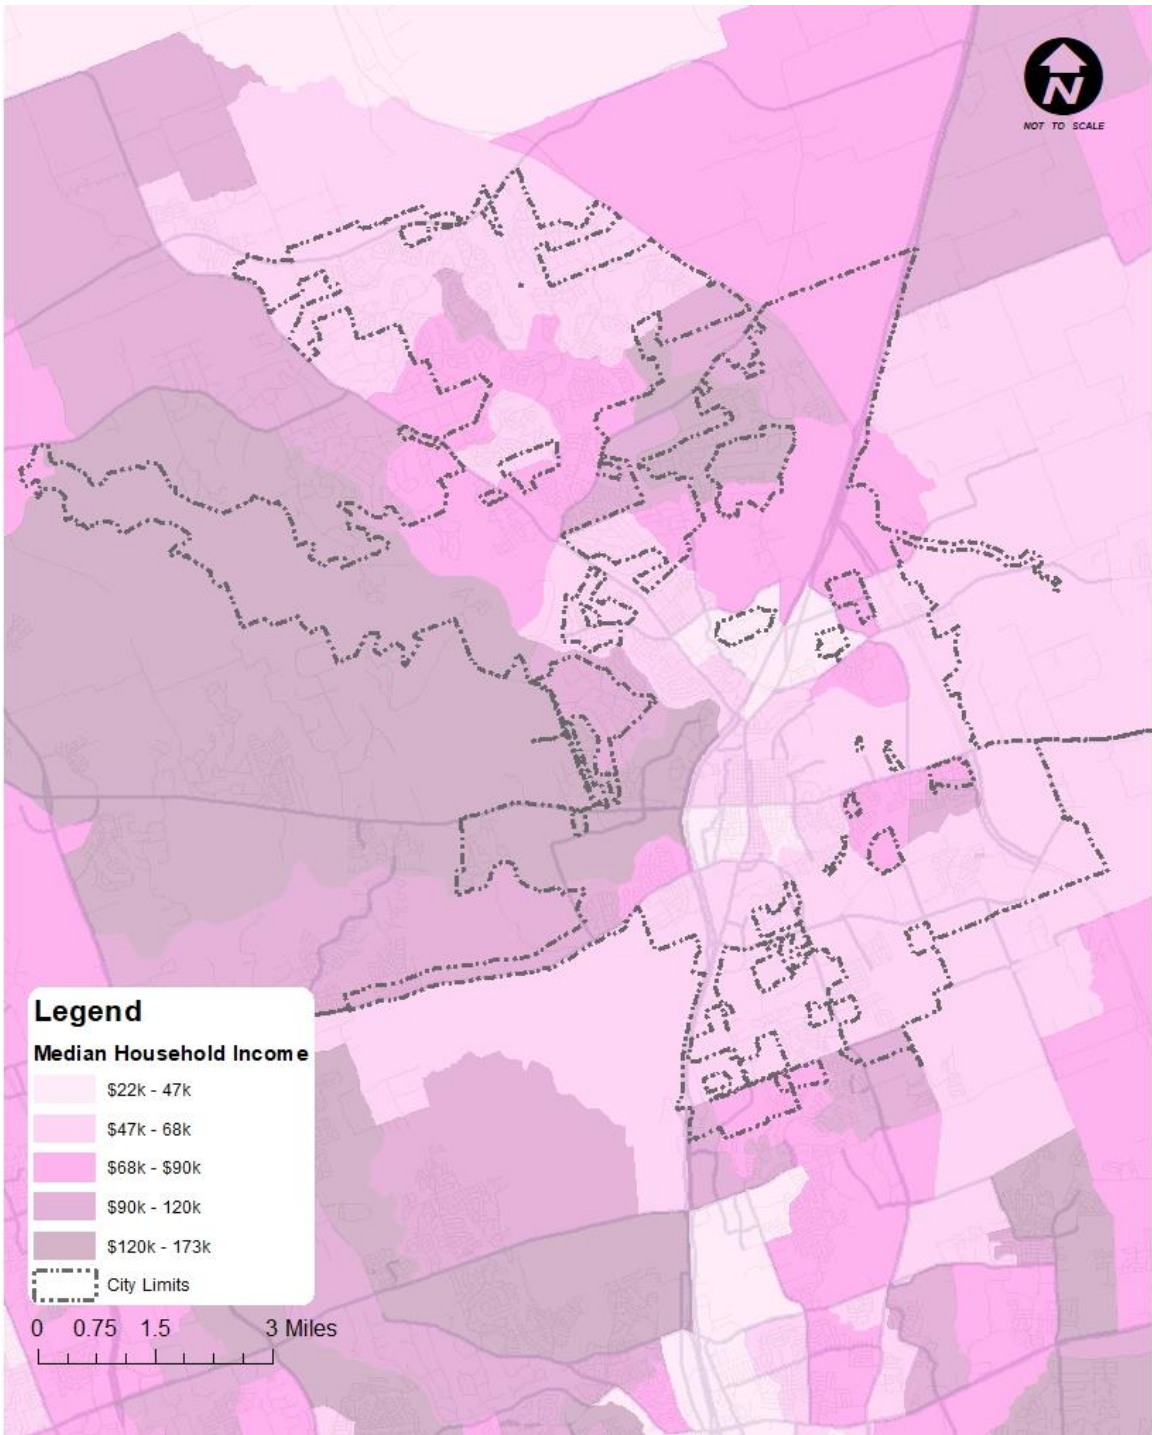 N
NOT TO SCALE
Legend
Median Household Income
$22k - 47k
$47k - 68k
$68k - $90k
$90k - 120k
$120k - 173k
City Limits
0 0.75 1.5 3 Miles